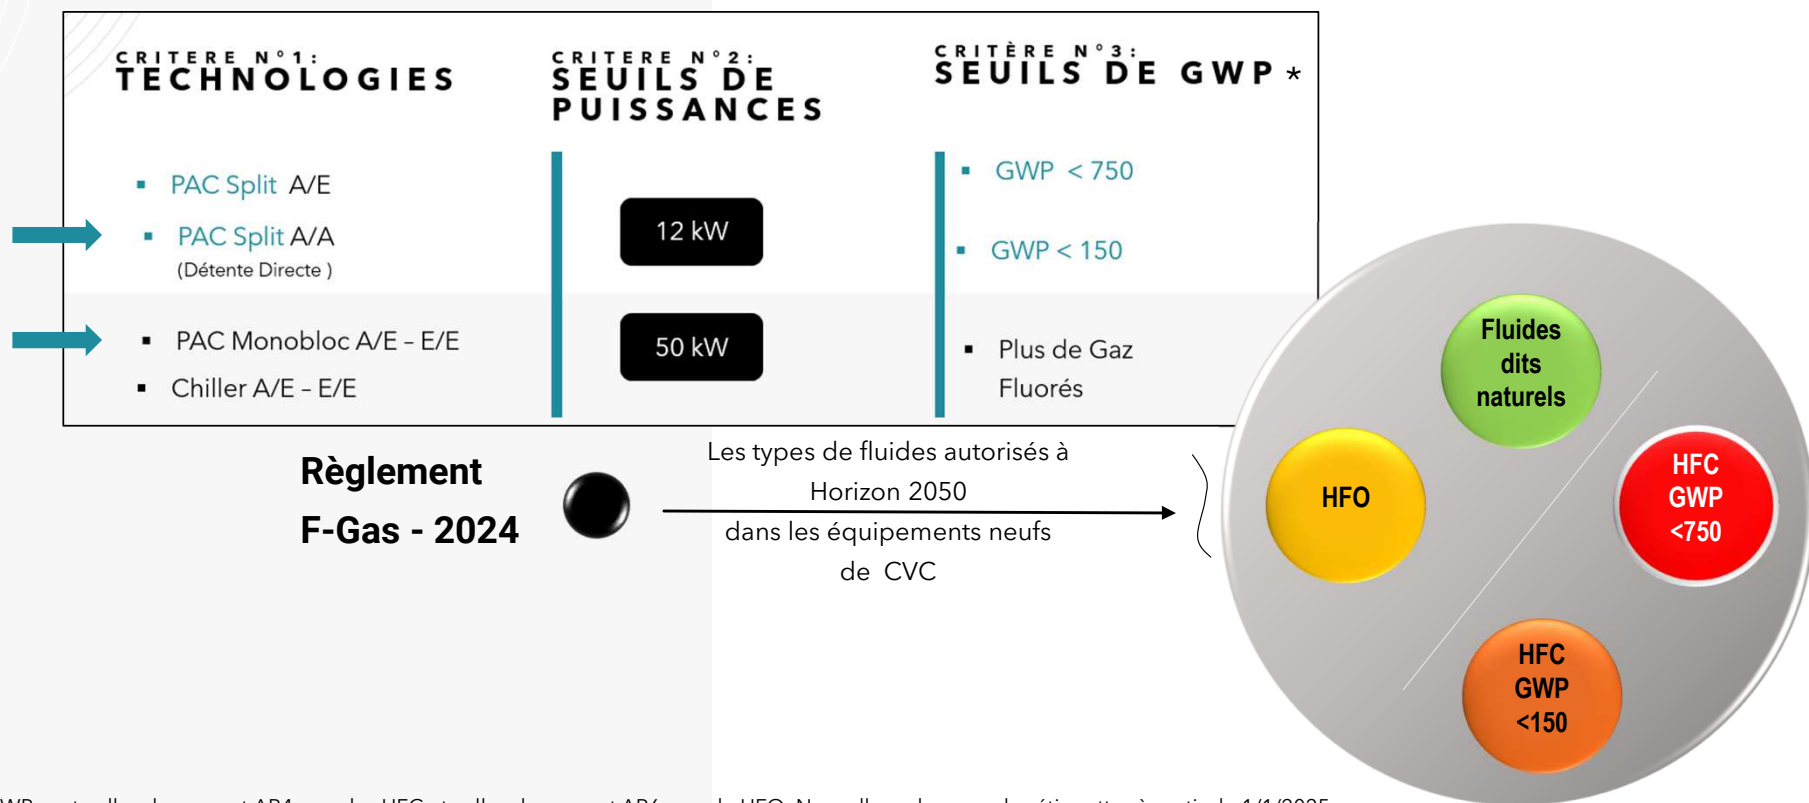 CRITERE N°1:
TECHNOLOGIES
PAC Split A/E
PAC Split A/A
(Détente Directe )
PAC Monobloc A/E – E/E
Chiller A/E – E/E
CRITERE N°2:
SEUILS DE
PUISSANCES
12 kW
50 kW
CRITÈRE N°3:
SEUILS DE GWP *
GWP < 750
GWP < 150
Plus de Gaz
Fluorés
Règlement
F-Gas - 2024
Les types de fluides autorisés à
Horizon 2050
dans les équipements neufs
de CVC
Fluides
dits
naturels
HFO
HFC
GWP
<750
HFC
GWP
<150